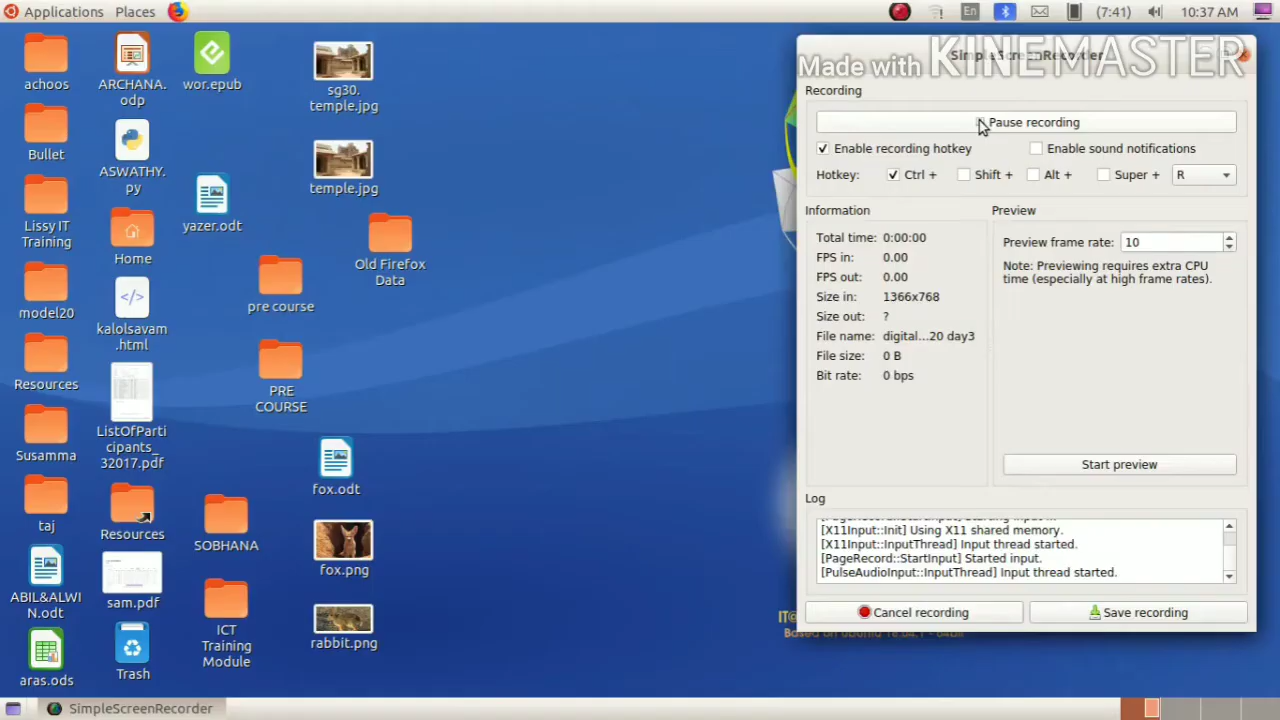 Applications Places
En
(7:41)
10:37 AM
achoos
ARCHANA.
odp
wor.epub
sg30.
temple.jpg
Bullet
ASWATHY.
py
temple.jpg
Lissy IT
Training
yazer.odt
Home
Old Firefox
Data
model20
kalolsavam
.html
pre course
Resources
ListOfParti
cipants_
32017.pdf
PRE
COURSE
Susamma
fox.odt
taj
Resources
SOBHANA
fox.png
ABIL&ALWI
N.odt
sam.pdf
ICT
Training
Module
rabbit.png
aras.ods
Trash
SimpleScreenRecorder
Made with KINEMASTER
Recording
Pause recording
Enable recording hotkey
Enable sound notifications
Hotkey: Ctrl + Shift + Alt + Super + R
Information
Total time: 0:00:00
FPS in: 0.00
FPS out: 0.00
Size in: 1366x768
Size out: ?
File name: digital...20 day3
File size: 0 B
Bit rate: 0 bps
Preview
Preview frame rate: 10
Note: Previewing requires extra CPU
time (especially at high frame rates).
Start preview
Log
[X11Input::Init] Using X11 shared memory.
[X11Input::InputThread] Input thread started.
[PageRecord::StartInput] Started input.
[PulseAudioInput::InputThread] Input thread started.
Cancel recording
Save recording
SimpleScreenRecorder